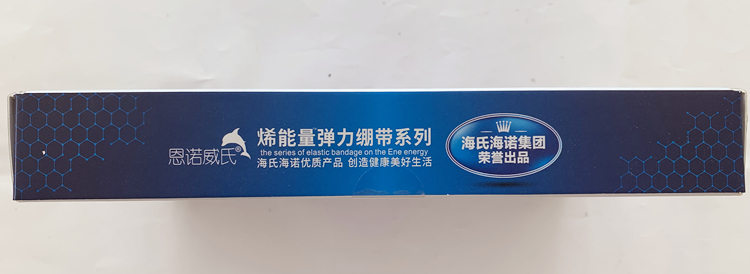 恩诺威氏®
烯能量弹力绷带系列
the series of elastic bandage on the Ene energy
海氏海诺优质产品 创造健康美好生活
海氏海诺集团
荣誉出品